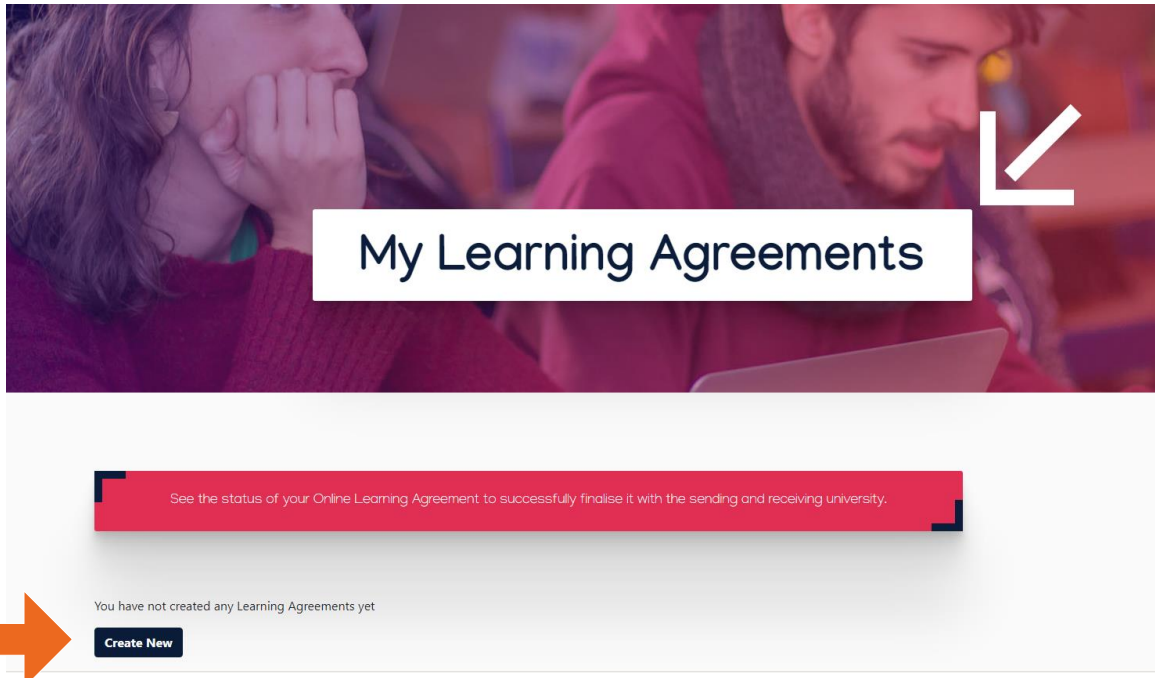 My Learning Agreements
See the status of your Online Learning Agreement to successfully finalise it with the sending and receiving university.
You have not created any Learning Agreements yet
Create New